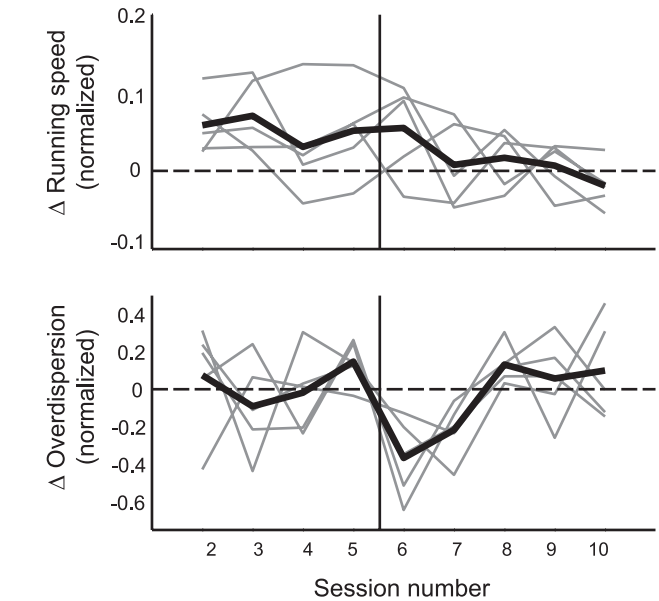 Δ Running speed
(normalized)
0.2
0.1
0
-0.1
Δ Overdispersion
(normalized)
0.4
0.2
0
-0.2
-0.4
-0.6
2 3 4 5 6 7 8 9 10
Session number